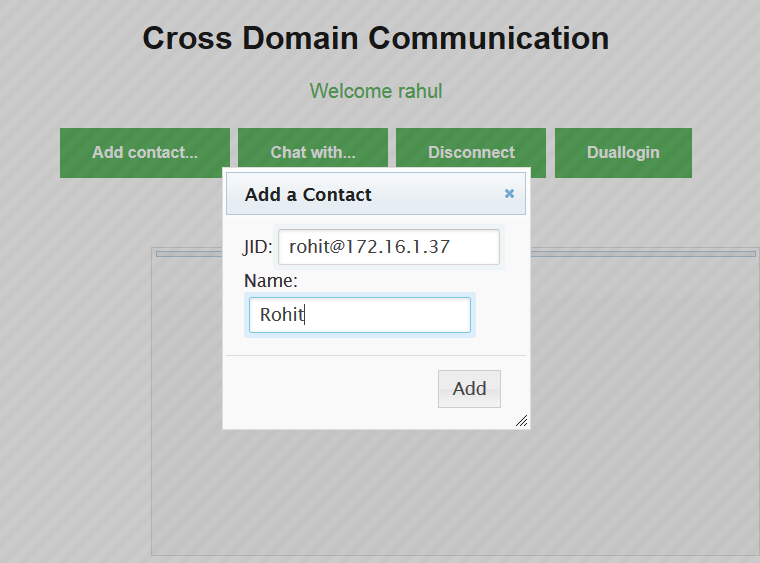 Cross Domain Communication
Welcome rahul
Add contact... Chat with... Disconnect Duallogin
Add a Contact
JID: rohit@172.16.1.37
Name:
Rohit
Add